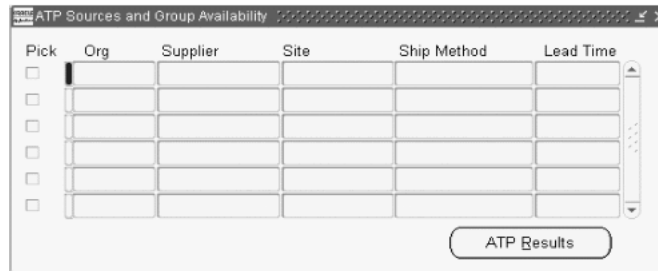 ATP Sources and Group Availability
Pick Org Supplier Site Ship Method Lead Time
ATP Results